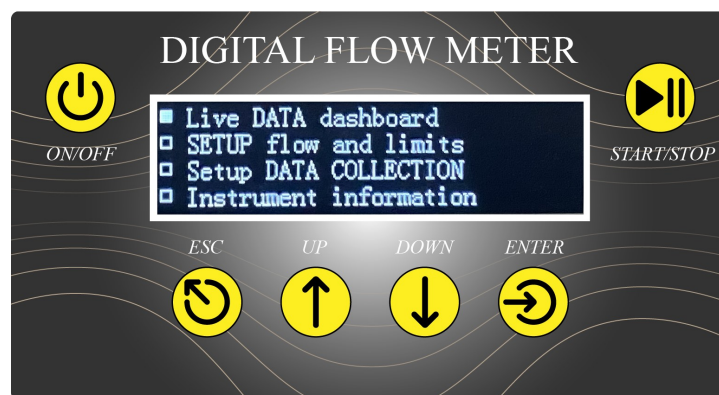 DIGITAL FLOW METER
ON/OFF
START/STOP
Live DATA dashboard
SETUP flow and limits
Setup DATA COLLECTION
Instrument information
ESC UP DOWN ENTER